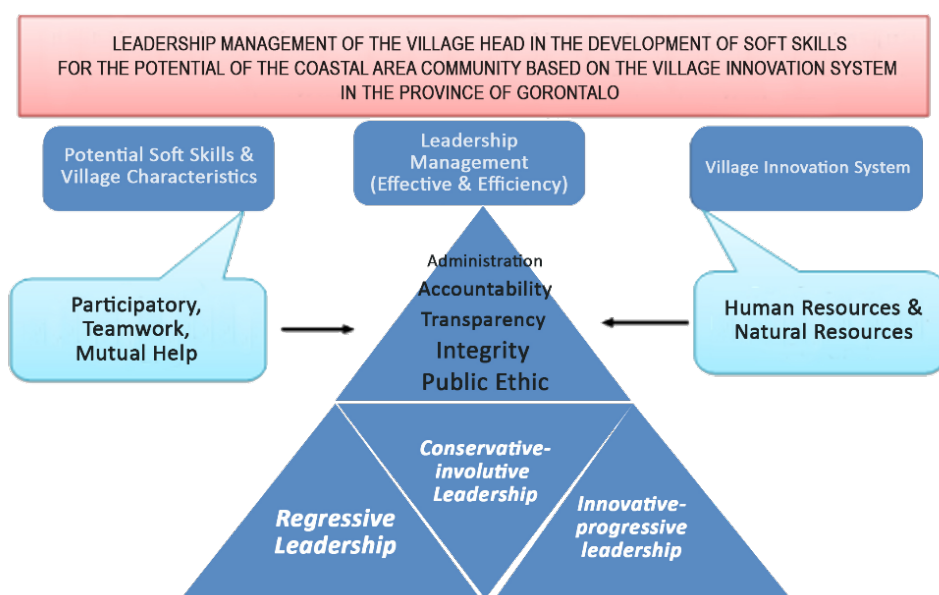 LEADERSHIP MANAGEMENT OF THE VILLAGE HEAD IN THE DEVELOPMENT OF SOFT SKILLS
FOR THE POTENTIAL OF THE COASTAL AREA COMMUNITY BASED ON THE VILLAGE INNOVATION SYSTEM
IN THE PROVINCE OF GORONTALO
Potential Soft Skills &
Village Characteristics
Leadership
Management
(Effective & Efficiency)
Village Innovation System
Participatory,
Teamwork,
Mutual Help
Administration
Accountability
Transparency
Integrity
Public Ethic
Human Resources &
Natural Resources
Regressive
Leadership
Conservative-
involutive
Leadership
Innovative-
progressive
leadership